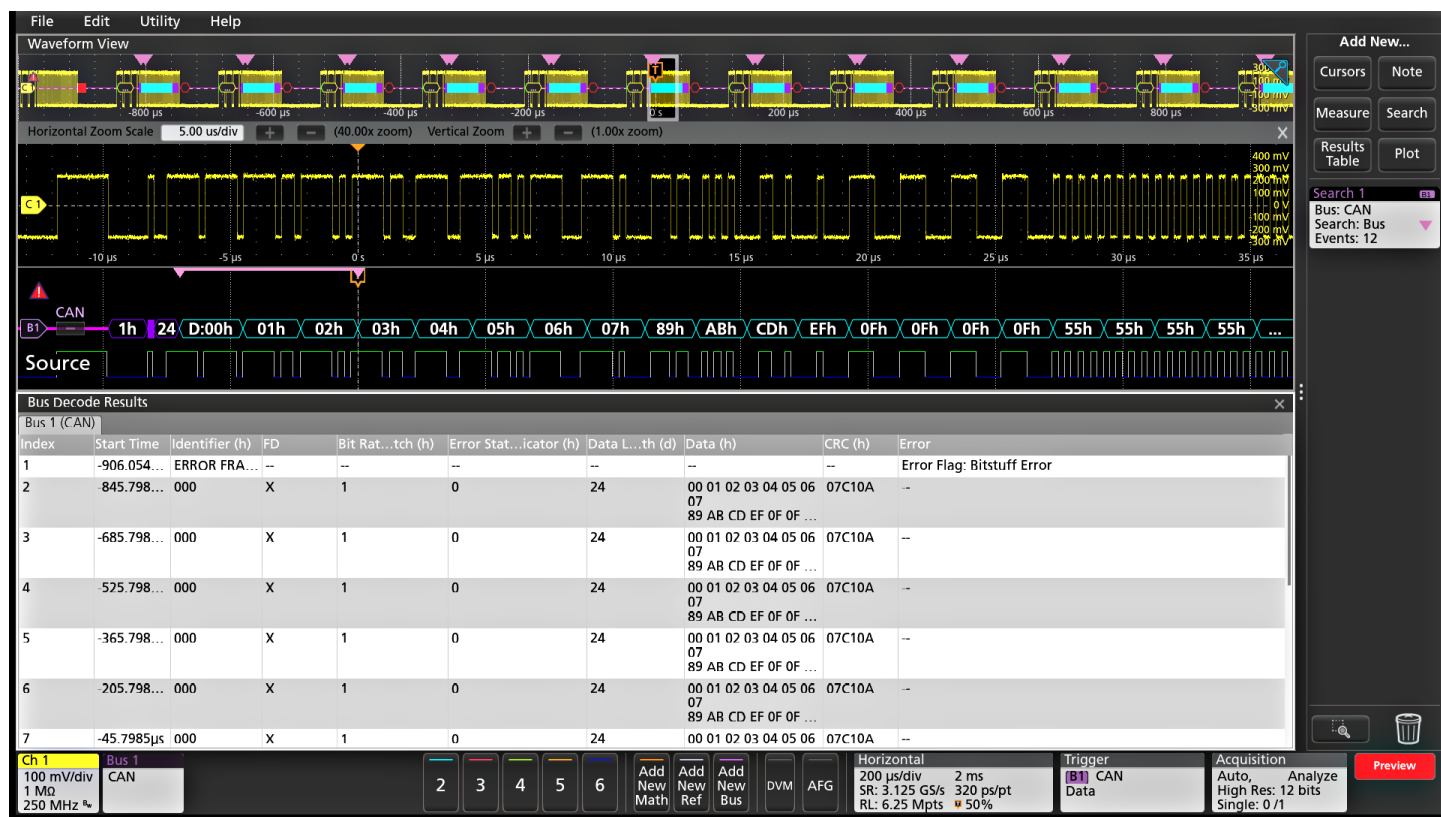 File Edit Utility Help
Waveform View
Add New...
Cursors Note
Measure Search
Results Table Plot
Search 1 B1
Bus: CAN
Search: Bus
Events: 12
C1
T
-800 µs -600 µs -400 µs -200 µs 0 s 200 µs 400 µs 600 µs 800 µs
Horizontal Zoom Scale 5.00 us/div + − (40.00x zoom) Vertical Zoom + − (1.00x zoom) X
400 mV
300 mV
200 mV
100 mV
C 1
0 V
-100 mV
-200 mV
-300 mV
-10 µs -5 µs 0 s 5 µs 10 µs 15 µs 20 µs 25 µs 30 µs 35 µs
T
CAN
B1 1h 24 D:00h 01h 02h 03h 04h 05h 06h 07h 89h ABh CDh EFh 0Fh 0Fh 0Fh 0Fh 55h 55h 55h 55h ...
Source
Bus Decode Results ×
Bus 1 (CAN)
Index Start Time Identifier (h) FD Bit Rat...tch (h) Error Stat...icator (h) Data L...th (d) Data (h) CRC (h) Error
1 -906.054... ERROR FRA... -- -- -- -- -- -- Error Flag: Bitstuff Error
2 -845.798... 000 X 1 0 24 00 01 02 03 04 05 06 07C10A --
07
89 AB CD EF 0F 0F ...
3 -685.798... 000 X 1 0 24 00 01 02 03 04 05 06 07C10A --
07
89 AB CD EF 0F 0F ...
4 -525.798... 000 X 1 0 24 00 01 02 03 04 05 06 07C10A --
07
89 AB CD EF 0F 0F ...
5 -365.798... 000 X 1 0 24 00 01 02 03 04 05 06 07C10A --
07
89 AB CD EF 0F 0F ...
6 -205.798... 000 X 1 0 24 00 01 02 03 04 05 06 07C10A --
07
89 AB CD EF 0F 0F ...
7 -45.7985µs 000 X 1 0 24 00 01 02 03 04 05 06 07C10A --
Ch 1
100 mV/div
1 MΩ
250 MHz
Bus 1
CAN
2 3 4 5 6
Add New Math
Add New Ref
Add New Bus
DVM AFG
Horizontal
200 µs/div 2 ms
SR: 3.125 GS/s 320 ps/pt
RL: 6.25 Mpts 50%
Trigger
B1 CAN
Data
Acquisition
Auto, Analyze
High Res: 12 bits
Single: 0 /1
Preview